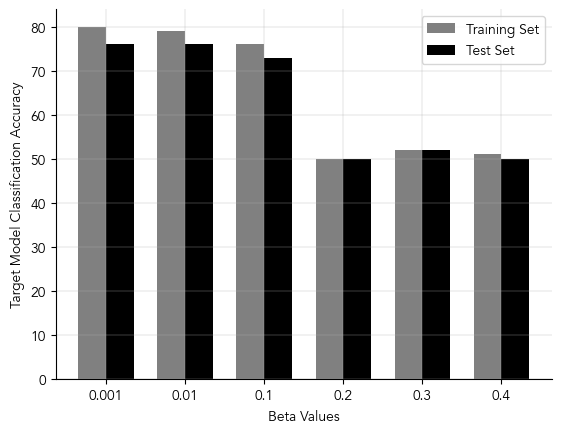 Training Set
Test Set
Target Model Classification Accuracy
80
70
60
50
40
30
20
10
0
0.001 0.01 0.1 0.2 0.3 0.4
Beta Values